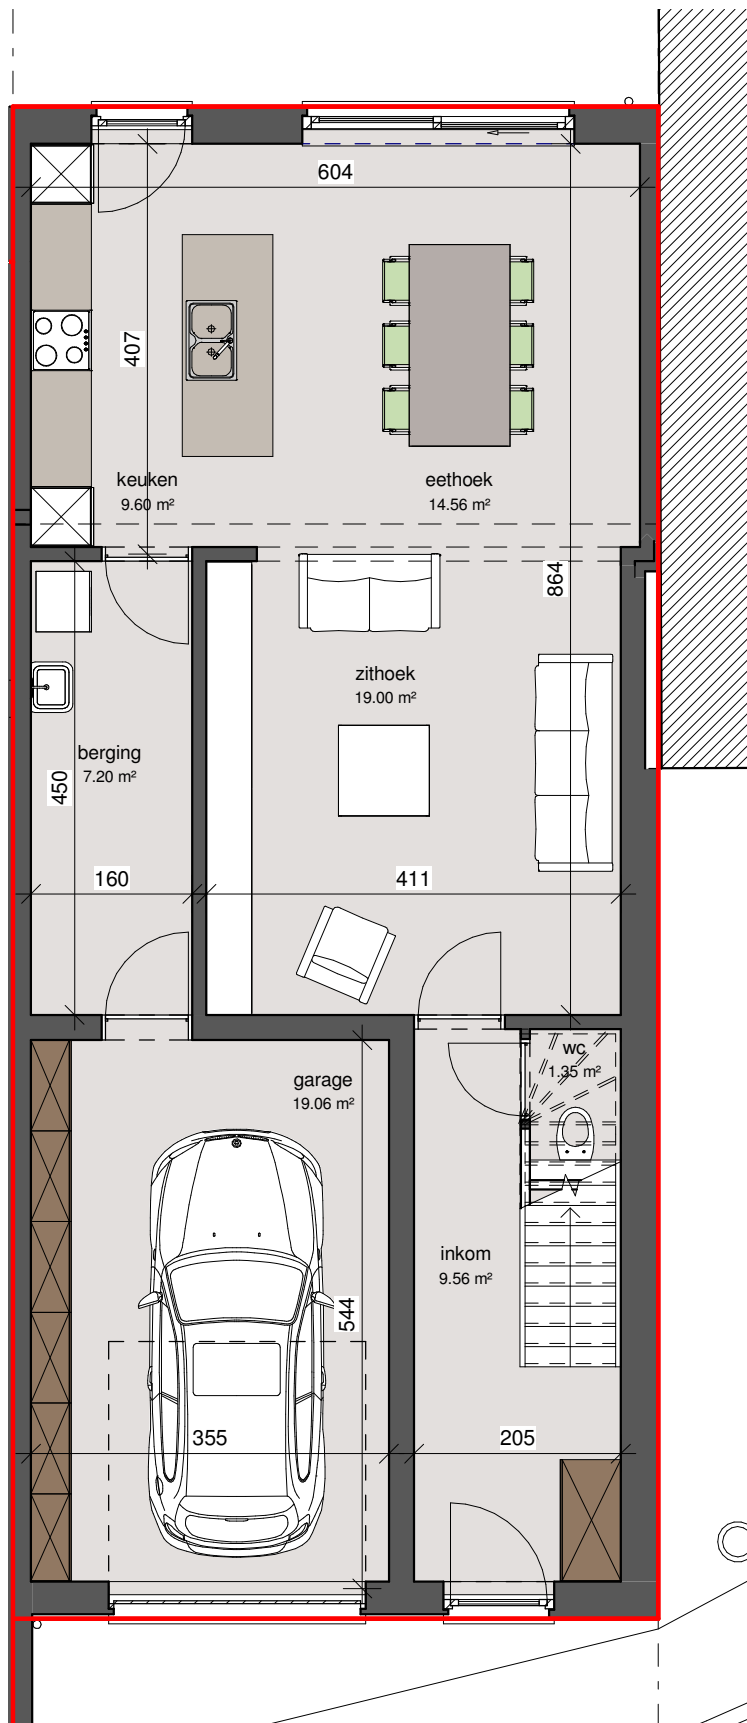 604
407
keuken
9.60 m²
eethoek
14.56 m²
864
zithoek
19.00 m²
berging
7.20 m²
450
160
411
wc
1.35 m²
garage
19.06 m²
inkom
9.56 m²
544
355
205